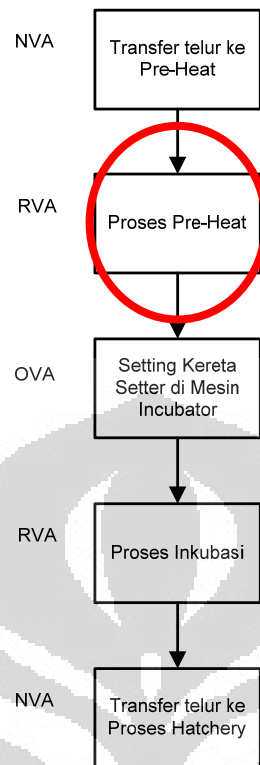 NVA
Transfer telur ke
Pre-Heat
RVA
Proses Pre-Heat
OVA
Setting Kereta
Setter di Mesin
Incubator
RVA
Proses Inkubasi
NVA
Transfer telur ke
Proses Hatchery